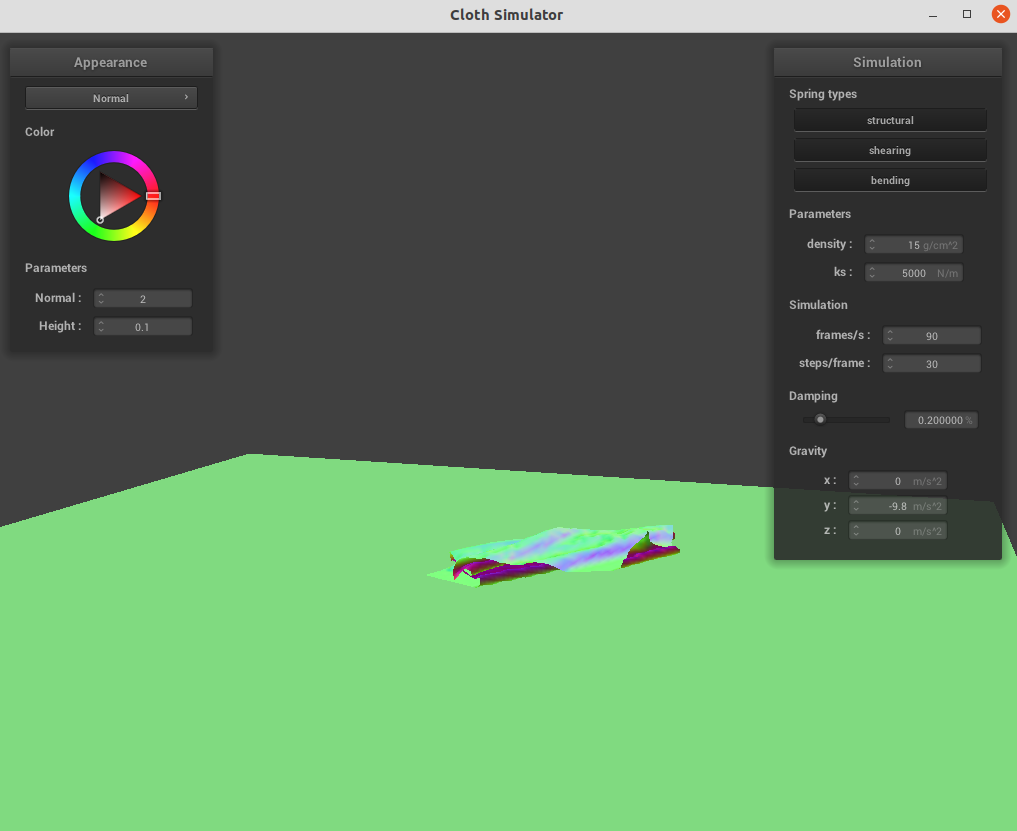 Cloth Simulator
Appearance
Normal
Color
Parameters
Normal : 2
Height : 0.1
Simulation
Spring types
structural
shearing
bending
Parameters
density : 15 g/cm^2
ks : 5000 N/m
Simulation
frames/s : 90
steps/frame : 30
Damping
0.200000 %
Gravity
x : 0 m/s^2
y : -9.8 m/s^2
z : 0 m/s^2